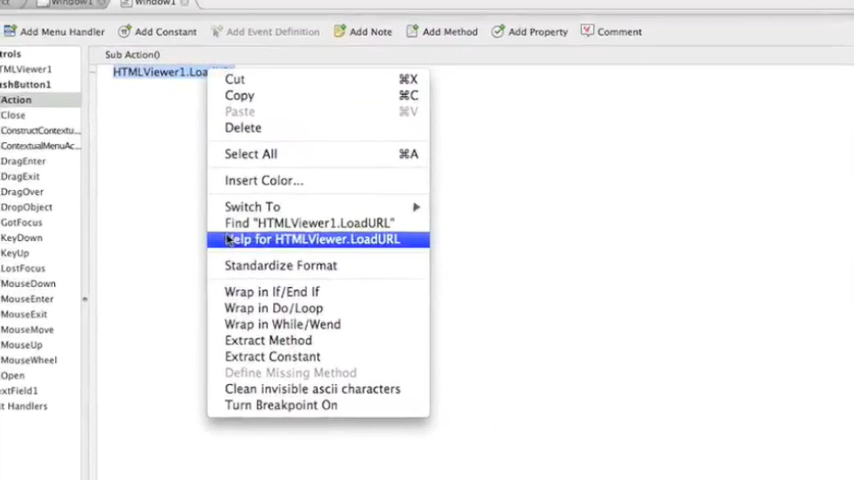 Window1
Window1
Add Menu Handler
Add Constant
Add Event Definition
Add Note
Add Method
Add Property
Comment
Sub Action()
HTMLViewer1.Loa
trols
TMLViewer1
shButton1
Action
Close
ConstructContextu...
ContextualMenuAc...
DragEnter
DragExit
DragOver
DropObject
GotFocus
KeyDown
KeyUp
LostFocus
MouseDown
MouseEnter
MouseExit
MouseMove
MouseUp
MouseWheel
Open
extField1
t Handlers
Cut ⌘X
Copy ⌘C
Paste ⌘V
Delete
Select All ⌘A
Insert Color...
Switch To
Find "HTMLViewer1.LoadURL"
Help for HTMLViewer.LoadURL
Standardize Format
Wrap in If/End If
Wrap in Do/Loop
Wrap in While/Wend
Extract Method
Extract Constant
Define Missing Method
Clean invisible ascii characters
Turn Breakpoint On